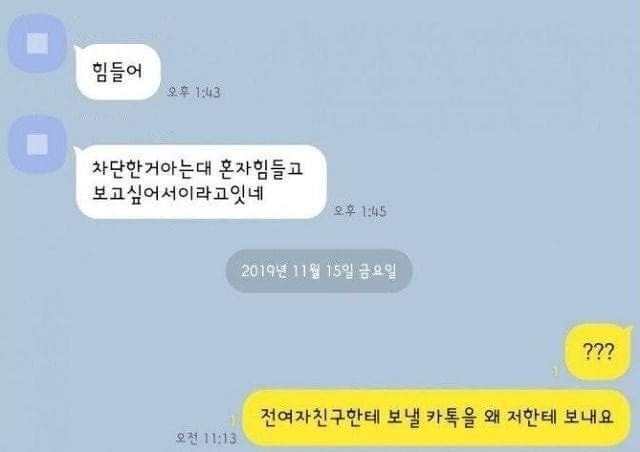 힘들어
오후 1:43
차단한거아는대 혼자힘들고
보고싶어서이라고잇네
오후 1:45
2019년 11월 15일 금요일
???
1
전여자친구한테 보낼 카톡을 왜 저한테 보내요
1
오전 11:13